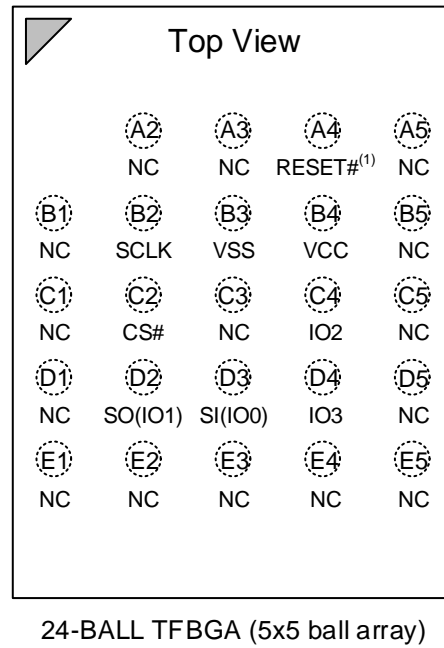 Top View
A2 A3 A4 A5
NC NC RESET#(1) NC
B1 B2 B3 B4 B5
NC SCLK VSS VCC NC
C1 C2 C3 C4 C5
NC CS# NC IO2 NC
D1 D2 D3 D4 D5
NC SO(IO1) SI(IO0) IO3 NC
E1 E2 E3 E4 E5
NC NC NC NC NC
24-BALL TFBGA (5x5 ball array)